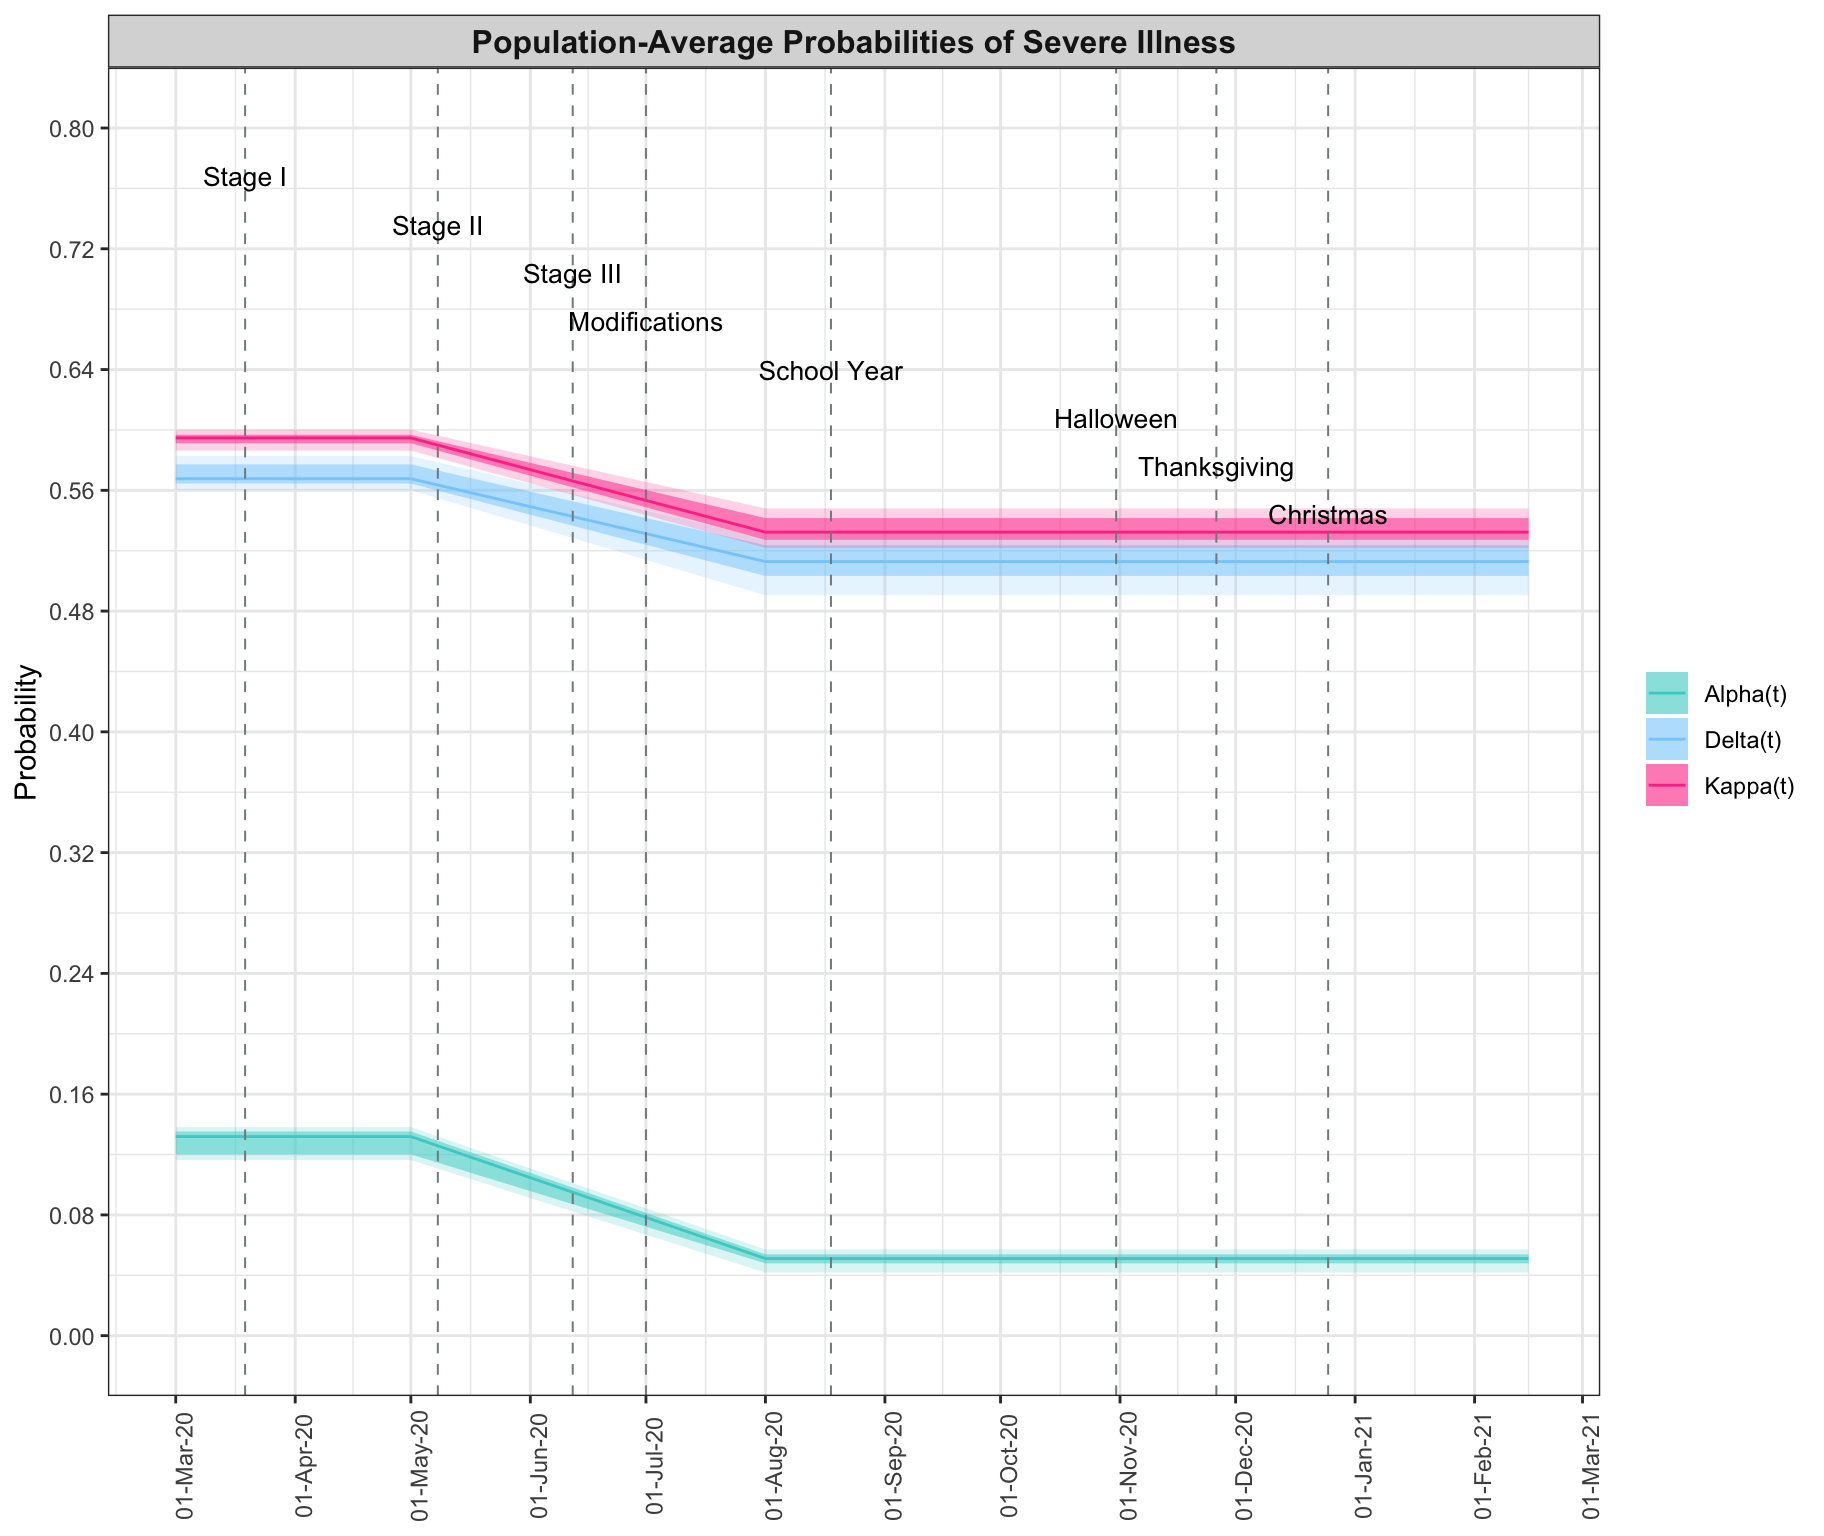 Population-Average Probabilities of Severe Illness
Probability
0.80
0.72
0.64
0.56
0.48
0.40
0.32
0.24
0.16
0.08
0.00
Stage I
Stage II
Stage III
Modifications
School Year
Halloween
Thanksgiving
Christmas
01-Mar-20
01-Apr-20
01-May-20
01-Jun-20
01-Jul-20
01-Aug-20
01-Sep-20
01-Oct-20
01-Nov-20
01-Dec-20
01-Jan-21
01-Feb-21
01-Mar-21
Alpha(t)
Delta(t)
Kappa(t)